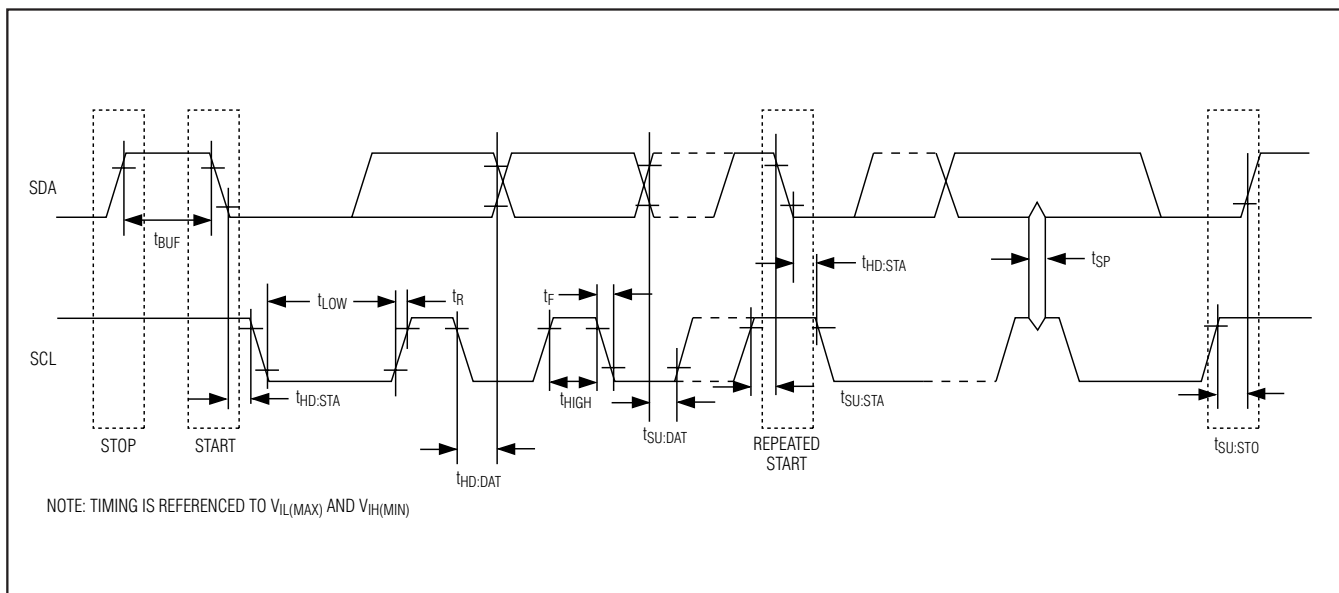 SDA
tBUF
tHD:STA
tSP
tLOW
tR
tF
SCL
tHD:STA
tHIGH
tSU:STA
tSU:DAT
STOP
START
REPEATED
START
tSU:STO
tHD:DAT
NOTE: TIMING IS REFERENCED TO VIL(MAX) AND VIH(MIN)